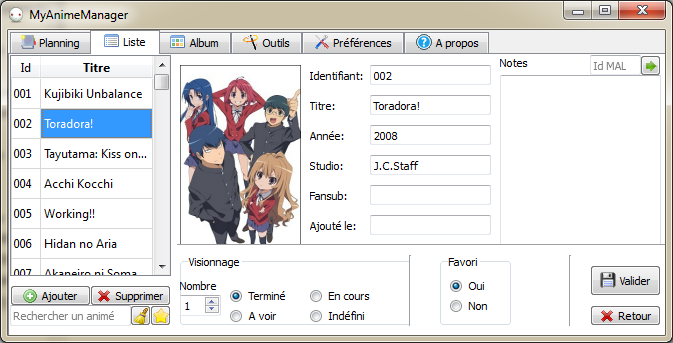 MyAnimeManager
Planning Liste Album Outils Préférences A propos
Id Titre
001 Kujibiki Unbalance
002 Toradora!
003 Tayutama: Kiss on...
004 Acchi Kocchi
005 Working!!
006 Hidan no Aria
007 Akaneiro ni Soma
Ajouter Supprimer
Rechercher un animé
Identifiant: 002
Titre: Toradora!
Année: 2008
Studio: J.C.Staff
Fansub:
Ajouté le:
Notes Id MAL
Visionnage
Nombre
1
Terminé En cours
A voir Indéfini
Favori
Oui
Non
Valider
Retour